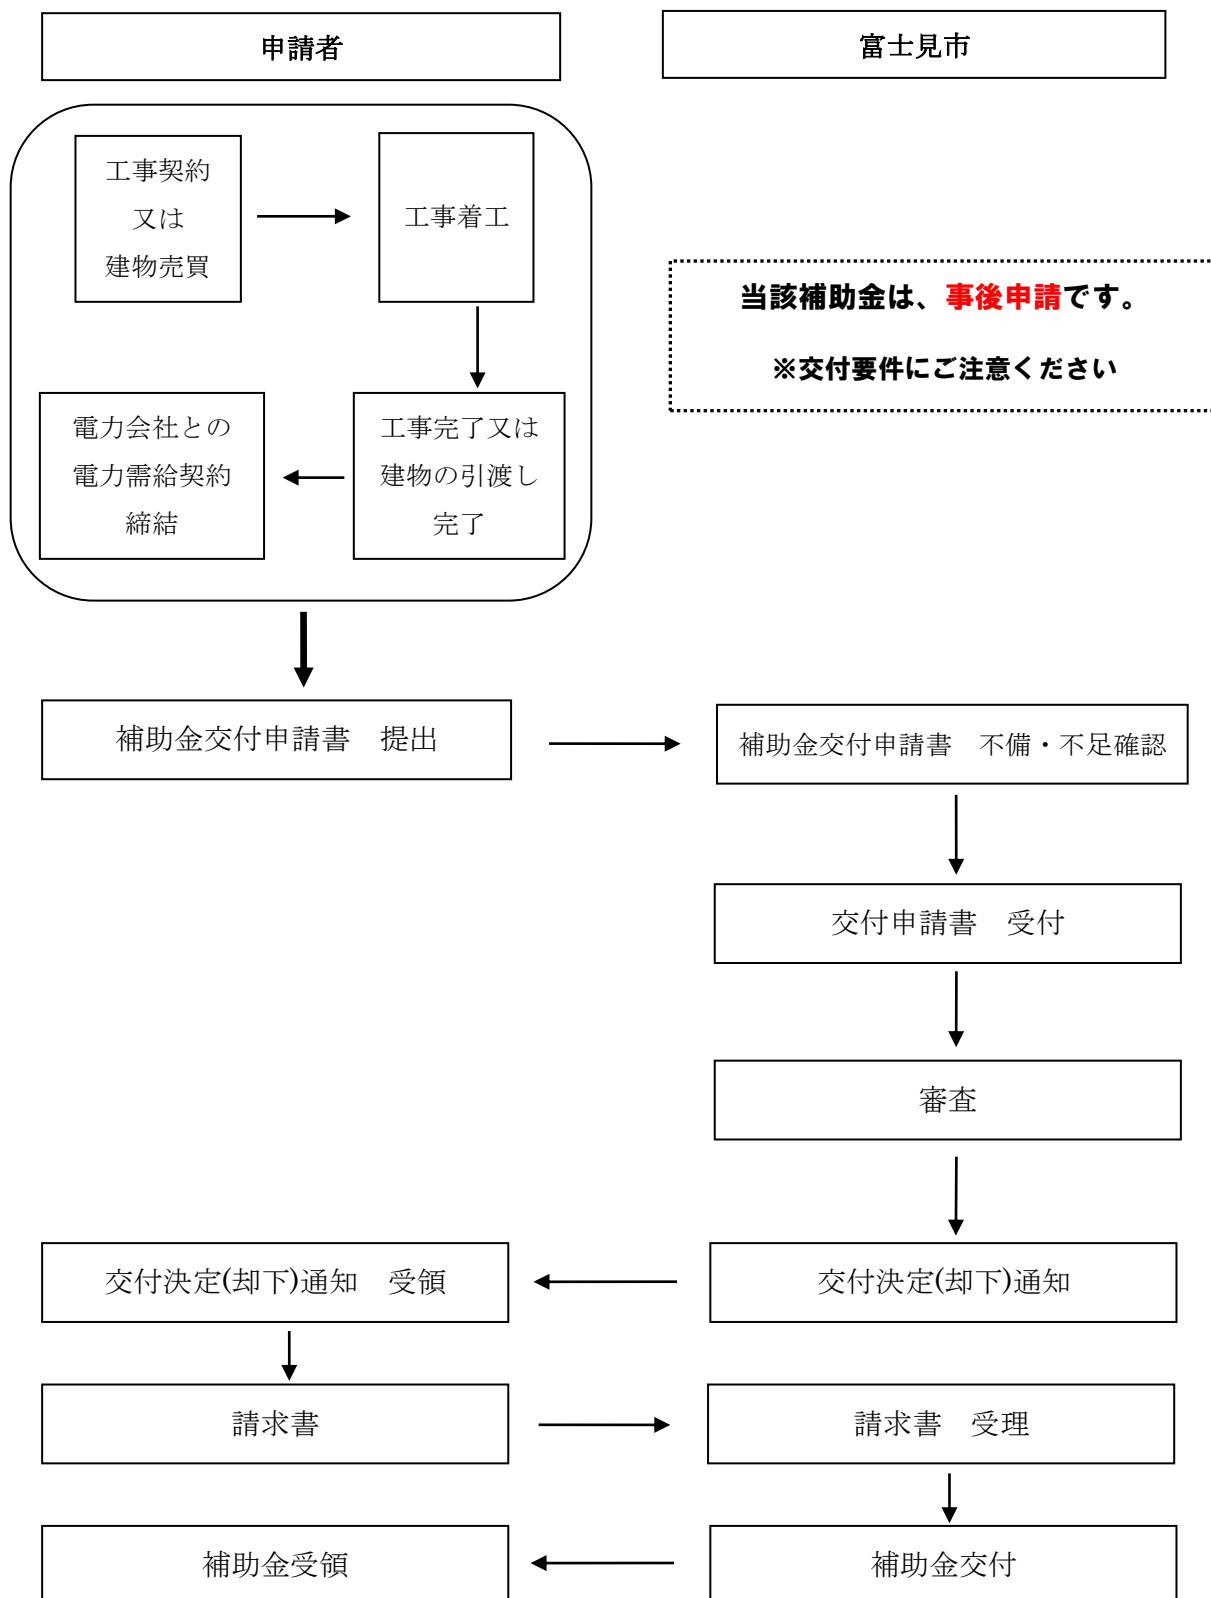 申請者
富士見市
工事契約
又は
建物売買
工事着工
当該補助金は、事後申請です。
※交付要件にご注意ください
電力会社との
電力需給契約
締結
工事完了又は
建物の引渡し
完了
補助金交付申請書　提出
補助金交付申請書　不備・不足確認
交付申請書　受付
審査
交付決定(却下)通知　受領
交付決定(却下)通知
請求書
請求書　受理
補助金受領
補助金交付